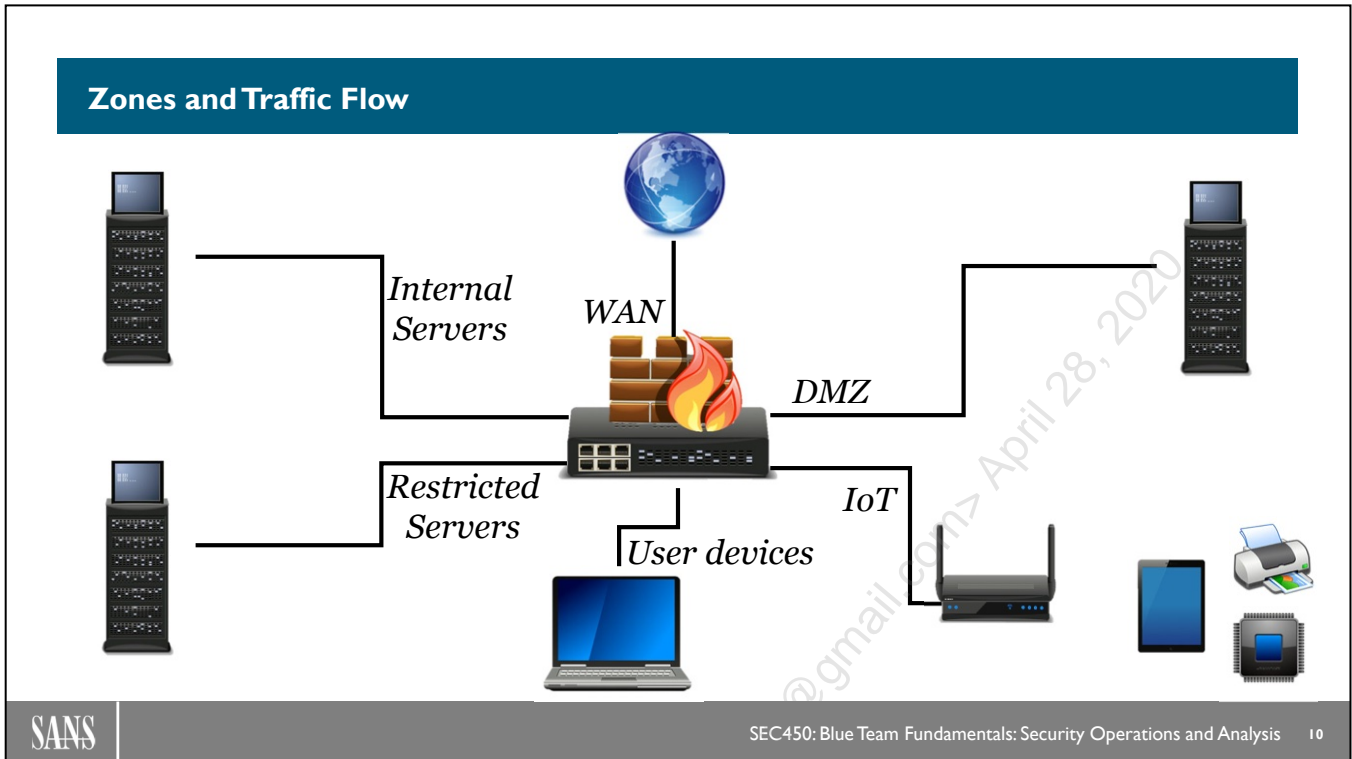 Zones and Traffic Flow
Internal
Servers
WAN
DMZ
Restricted
Servers
IoT
User devices
@gmail.com> April 28, 2020
SANS
SEC450: Blue Team Fundamentals: Security Operations and Analysis 10